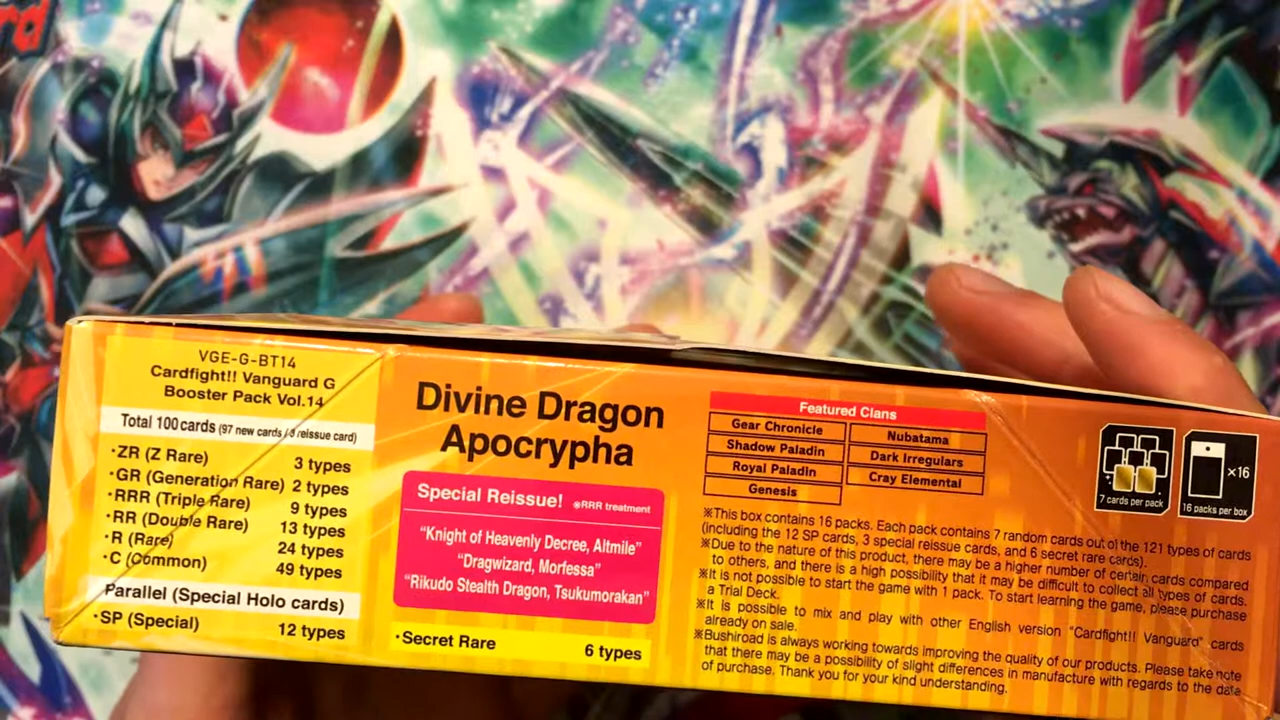 rd
VGE-G-BT14
Cardfight!! Vanguard G
Booster Pack Vol.14
Total 100 cards (97 new cards / 3 reissue card)
・ZR (Z Rare) 3 types
・GR (Generation Rare) 2 types
・RRR (Triple Rare) 9 types
・RR (Double Rare) 13 types
・R (Rare) 24 types
・C (Common) 49 types
Parallel (Special Holo cards)
・SP (Special) 12 types
Divine Dragon
Apocrypha
Special Reissue! ※RRR treatment
“Knight of Heavenly Decree, Altmile”
“Dragwizard, Morfessa”
“Rikudo Stealth Dragon, Tsukumorakan”
・Secret Rare 6 types
Featured Clans
Gear Chronicle
Shadow Paladin
Royal Paladin
Genesis
Nubatama
Dark Irregulars
Cray Elemental
7 cards per pack
×16
16 packs per box
※This box contains 16 packs. Each pack contains 7 random cards out of the 121 types of cards
(including the 12 SP cards, 3 special reissue cards, and 6 secret rare cards).
※Due to the nature of this product, there may be a higher number of certain cards compared
to others, and there is a high possibility that it may be difficult to collect all types of cards.
※It is not possible to start the game with 1 pack. To start learning the game, please purchase
a Trial Deck.
※It is possible to mix and play with other English version “Cardfight!! Vanguard” cards
already on sale.
※Bushiroad is always working towards improving the quality of our products. Please take note
that there may be a possibility of slight differences in manufacture with regards to the date
of purchase. Thank you for your kind understanding.